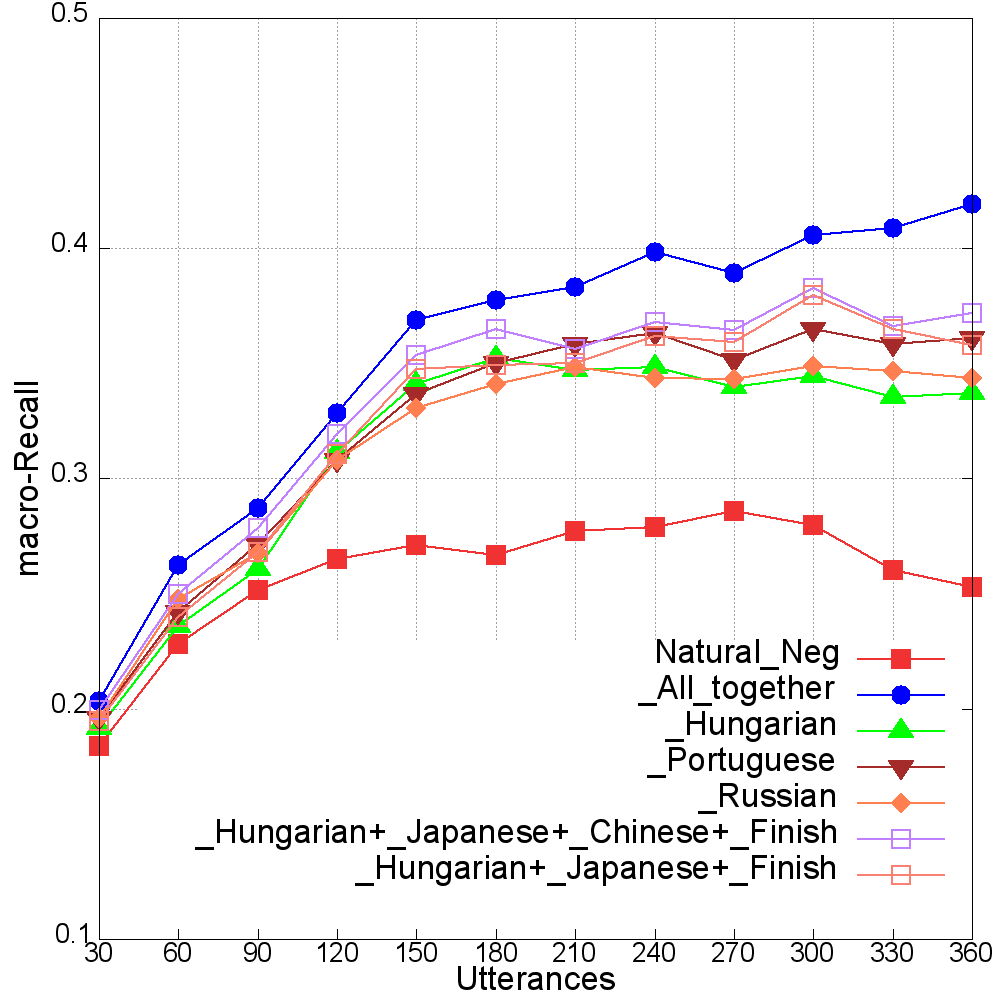 0.5
0.4
0.3
0.2
0.1
macro-Recall
Natural_Neg
_All_together
_Hungarian
_Portuguese
_Russian
_Hungarian+_Japanese+_Chinese+_Finish
_Hungarian+_Japanese+_Finish
30 60 90 120 150 180 210 240 270 300 330 360
Utterances